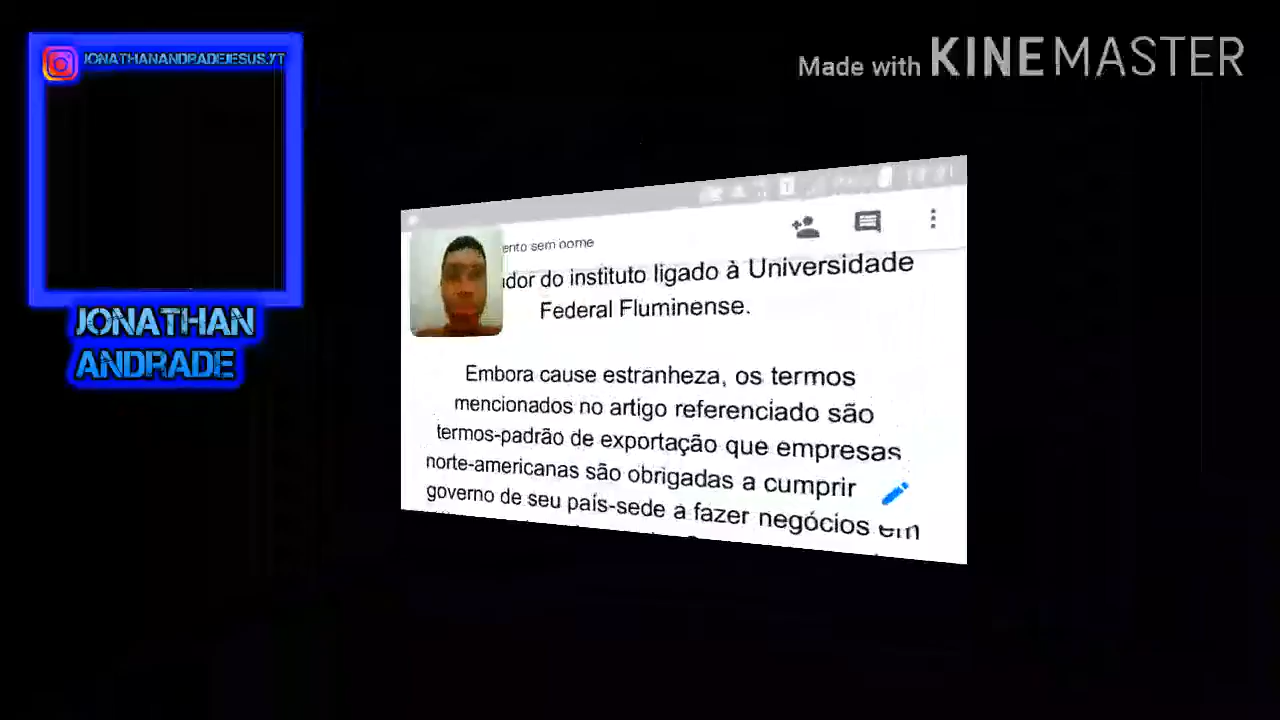 JONATHANANDRADEJESUS.YT
Made with KINEMASTER
JONATHAN
ANDRADE
ento sem nome
dor do instituto ligado à Universidade
Federal Fluminense.
Embora cause estranheza, os termos
mencionados no artigo referenciado são
termos-padrão de exportação que empresas
norte-americanas são obrigadas a cumprir
governo de seu país-sede a fazer negócios em